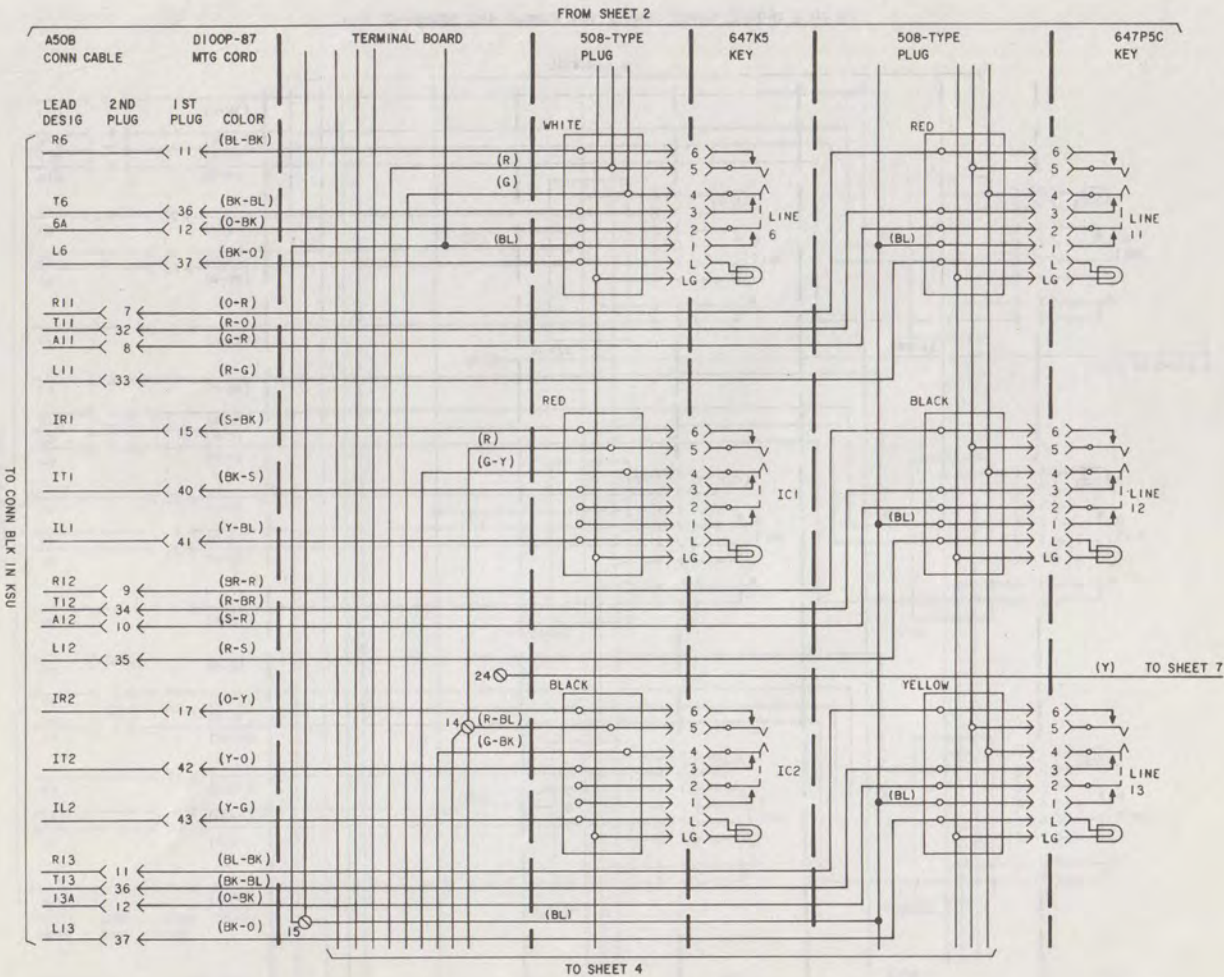 FROM SHEET 2
A50B CONN CABLE
D100P-87 MTG CORD
TERMINAL BOARD
508-TYPE PLUG
647K5 KEY
508-TYPE PLUG
647P5C KEY
LEAD DESIG
2ND PLUG
1ST PLUG
COLOR
R6 11 (BL-BK)
T6 36 (BK-BL)
6A 12 (O-BK)
L6 37 (BK-O)
R11 7 (O-R)
T11 32 (R-O)
A11 8 (G-R)
L11 33 (R-G)
IR1 15 (S-BK)
IT1 40 (BK-S)
IL1 41 (Y-BL)
R12 9 (BR-R)
T12 34 (R-BR)
A12 10 (S-R)
L12 35 (R-S)
IR2 17 (O-Y)
IT2 42 (Y-O)
IL2 43 (Y-G)
R13 11 (BL-BK)
T13 36 (BK-BL)
13A 12 (O-BK)
L13 37 (BK-O)
TO CONN BLK IN KSU
WHITE
(R)
(G)
(BL)
6
5
4
3
2
1
L
LG
LINE 6
RED
(BL)
6
5
4
3
2
1
L
LG
LINE 11
RED
(R)
(G-Y)
6
5
4
3
2
1
L
LG
IC1
BLACK
(BL)
6
5
4
3
2
1
L
LG
LINE 12
24
(Y) TO SHEET 7
BLACK
14
(R-BL)
(G-BK)
6
5
4
3
2
1
L
LG
IC2
YELLOW
(BL)
6
5
4
3
2
1
L
LG
LINE 13
15
(BL)
TO SHEET 4